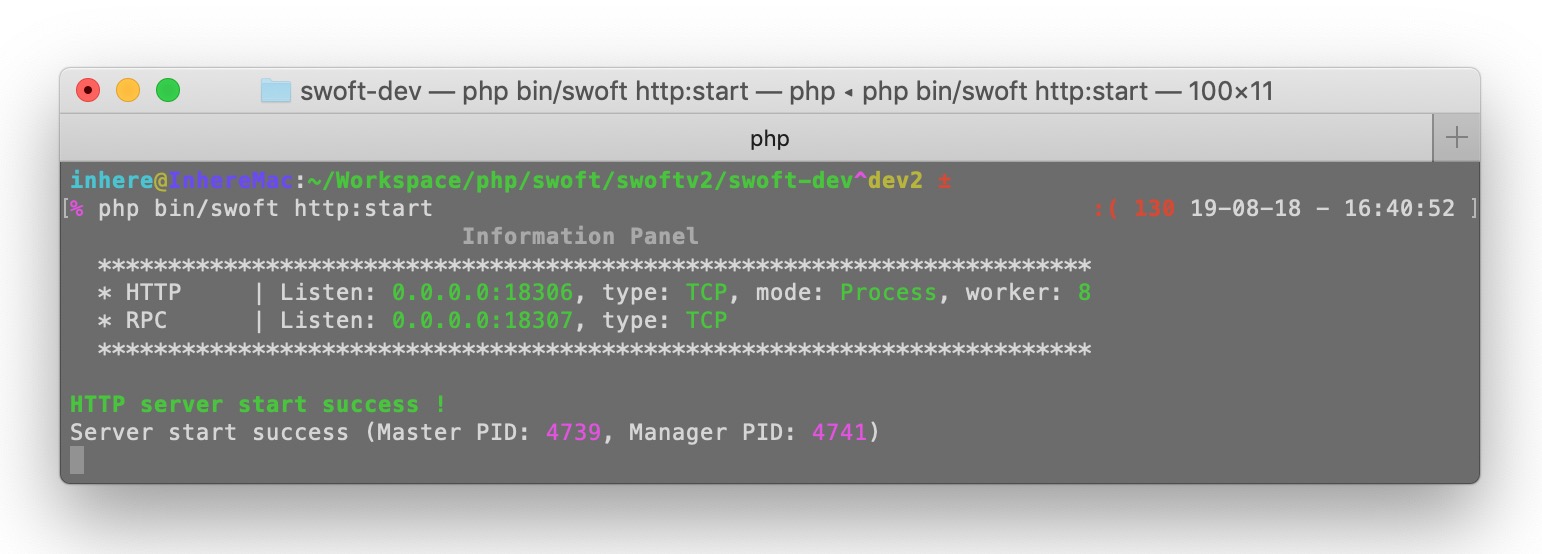 swoft-dev — php bin/swoft http:start — php ◂ php bin/swoft http:start — 100×11
php
inhere@InhereMac:~/Workspace/php/swoft/swoftv2/swoft-dev^dev2 ±
[% php bin/swoft http:start :( 130 19-08-18 - 16:40:52 ]
Information Panel
***********************************************************************
* HTTP | Listen: 0.0.0.0:18306, type: TCP, mode: Process, worker: 8
* RPC | Listen: 0.0.0.0:18307, type: TCP
***********************************************************************
HTTP server start success !
Server start success (Master PID: 4739, Manager PID: 4741)